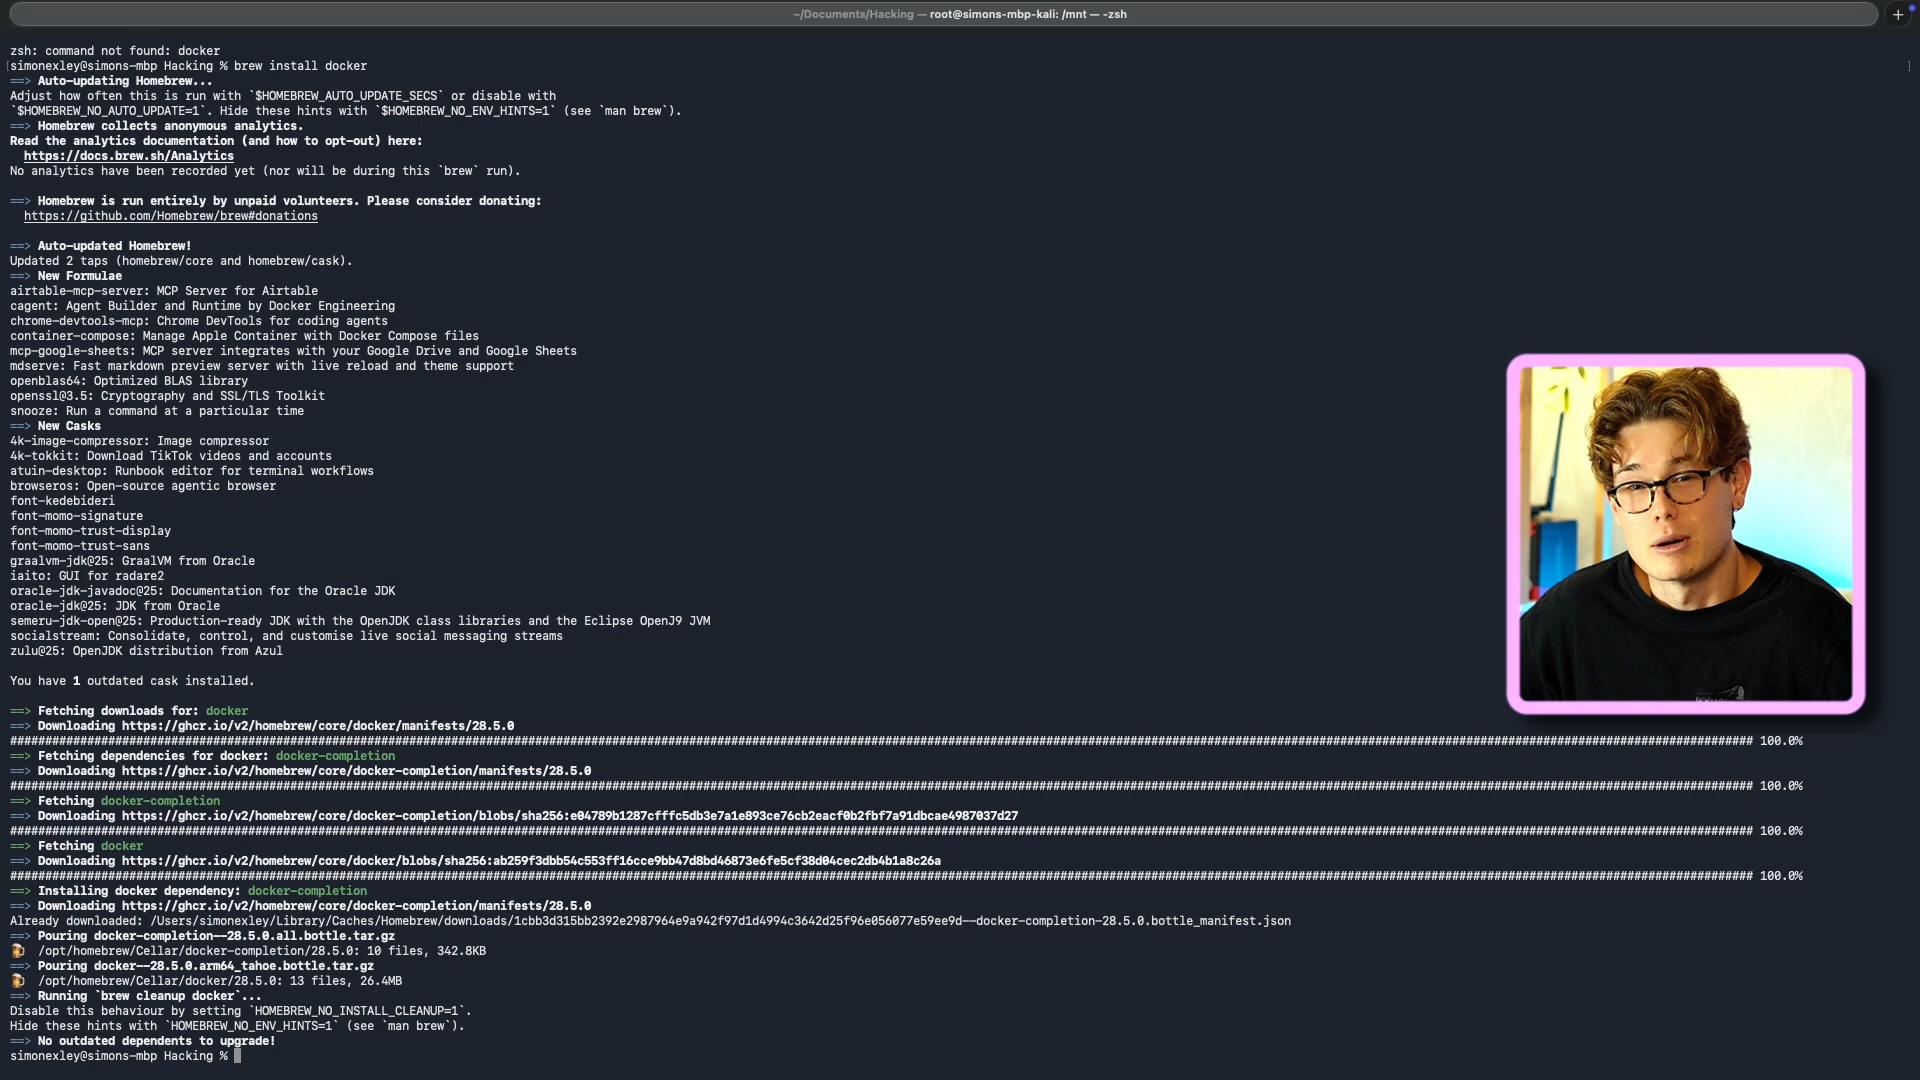 ~/Documents/Hacking — root@simons-mbp-kali: /mnt — -zsh
zsh: command not found: docker
[simonexley@simons-mbp Hacking % brew install docker ]
==> Auto-updating Homebrew...
Adjust how often this is run with `$HOMEBREW_AUTO_UPDATE_SECS` or disable with
`$HOMEBREW_NO_AUTO_UPDATE=1`. Hide these hints with `$HOMEBREW_NO_ENV_HINTS=1` (see `man brew`).
==> Homebrew collects anonymous analytics.
Read the analytics documentation (and how to opt-out) here:
https://docs.brew.sh/Analytics
No analytics have been recorded yet (nor will be during this `brew` run).
==> Homebrew is run entirely by unpaid volunteers. Please consider donating:
https://github.com/Homebrew/brew#donations
==> Auto-updated Homebrew!
Updated 2 taps (homebrew/core and homebrew/cask).
==> New Formulae
airtable-mcp-server: MCP Server for Airtable
cagent: Agent Builder and Runtime by Docker Engineering
chrome-devtools-mcp: Chrome DevTools for coding agents
container-compose: Manage Apple Container with Docker Compose files
mcp-google-sheets: MCP server integrates with your Google Drive and Google Sheets
mdserve: Fast markdown preview server with live reload and theme support
openblas64: Optimized BLAS library
openssl@3.5: Cryptography and SSL/TLS Toolkit
snooze: Run a command at a particular time
==> New Casks
4k-image-compressor: Image compressor
4k-tokkit: Download TikTok videos and accounts
atuin-desktop: Runbook editor for terminal workflows
browseros: Open-source agentic browser
font-kedebideri
font-momo-signature
font-momo-trust-display
font-momo-trust-sans
graalvm-jdk@25: GraalVM from Oracle
iaito: GUI for radare2
oracle-jdk-javadoc@25: Documentation for the Oracle JDK
oracle-jdk@25: JDK from Oracle
semeru-jdk-open@25: Production-ready JDK with the OpenJDK class libraries and the Eclipse OpenJ9 JVM
socialstream: Consolidate, control, and customise live social messaging streams
zulu@25: OpenJDK distribution from Azul
You have 1 outdated cask installed.
==> Fetching downloads for: docker
==> Downloading https://ghcr.io/v2/homebrew/core/docker/manifests/28.5.0
100.0%
==> Fetching dependencies for docker: docker-completion
==> Downloading https://ghcr.io/v2/homebrew/core/docker-completion/manifests/28.5.0
100.0%
==> Fetching docker-completion
==> Downloading https://ghcr.io/v2/homebrew/core/docker-completion/blobs/sha256:e04789b1287cfffc5db3e7a1e893ce76cb2eacf0b2fbf7a91dbcae4987037d27
100.0%
==> Fetching docker
==> Downloading https://ghcr.io/v2/homebrew/core/docker/blobs/sha256:ab259f3dbb54c553ff16cce9bb47d8bd46873e6fe5cf38d04cec2db4b1a8c26a
100.0%
==> Installing docker dependency: docker-completion
==> Downloading https://ghcr.io/v2/homebrew/core/docker-completion/manifests/28.5.0
Already downloaded: /Users/simonexley/Library/Caches/Homebrew/downloads/1cbb3d315bb2392e2987964e9a942f97d1d4994c3642d25f96e056077e59ee9d--docker-completion-28.5.0.bottle_manifest.json
==> Pouring docker-completion--28.5.0.all.bottle.tar.gz
🍺 /opt/homebrew/Cellar/docker-completion/28.5.0: 10 files, 342.8KB
==> Pouring docker--28.5.0.arm64_tahoe.bottle.tar.gz
🍺 /opt/homebrew/Cellar/docker/28.5.0: 13 files, 26.4MB
==> Running `brew cleanup docker`...
Disable this behaviour by setting `HOMEBREW_NO_INSTALL_CLEANUP=1`.
Hide these hints with `HOMEBREW_NO_ENV_HINTS=1` (see `man brew`).
==> No outdated dependents to upgrade!
simonexley@simons-mbp Hacking %